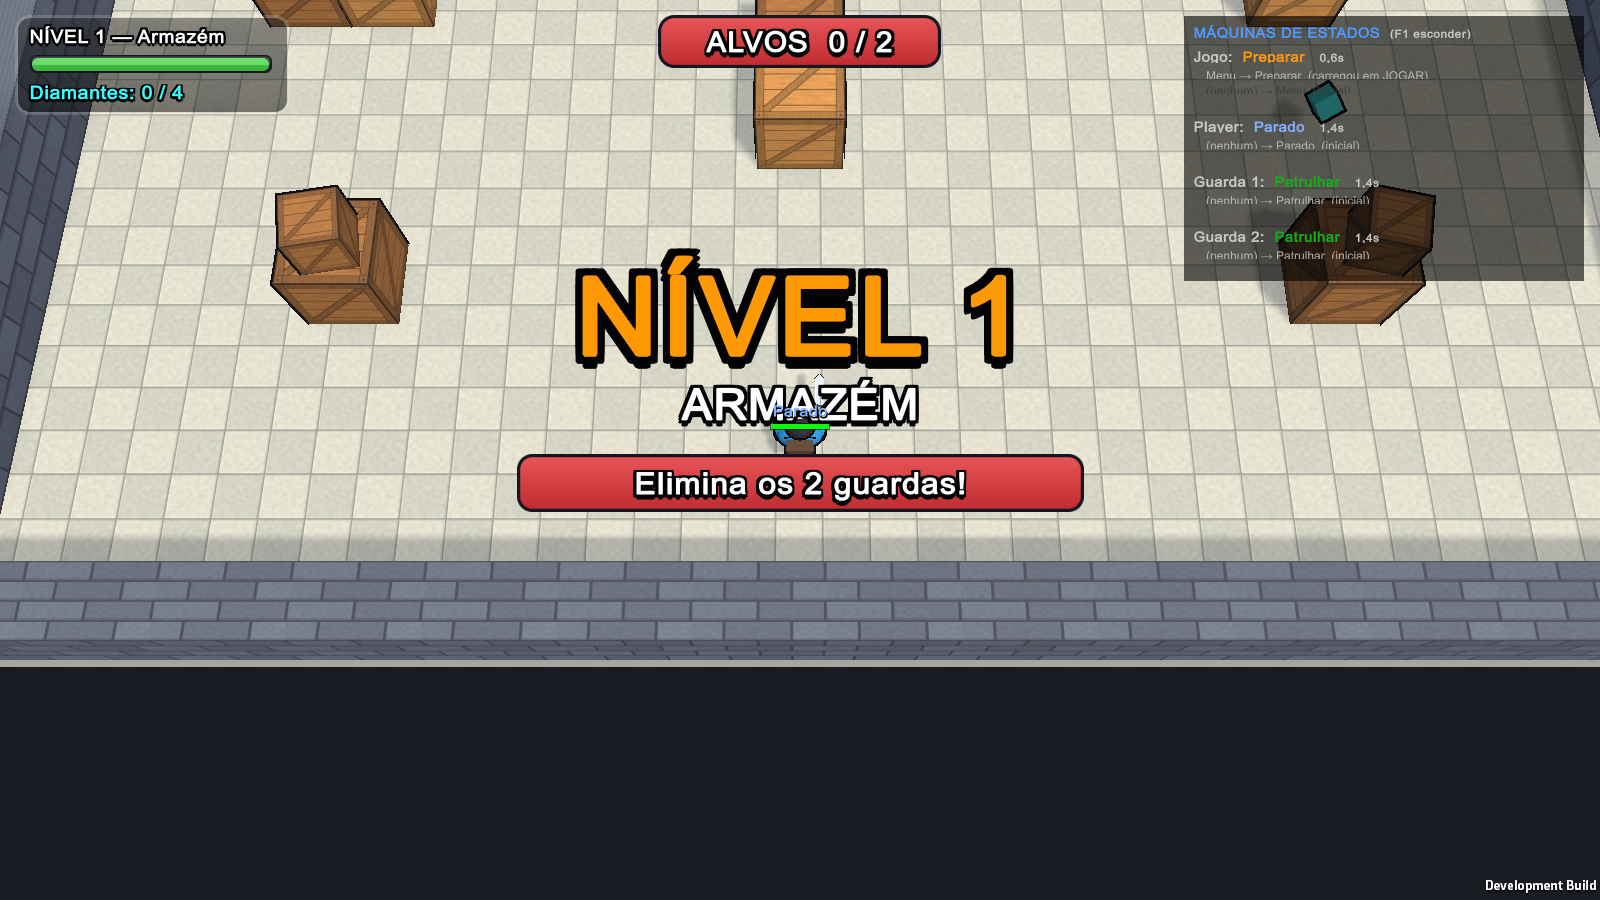 NÍVEL 1 — Armazém
Diamantes: 0 / 4
ALVOS 0 / 2
MÁQUINAS DE ESTADOS (F1 esconder)
Jogo: Preparar 0,6s
Menu → Preparar (carregou em JOGAR)
(nenhum) → Menu
Player: Parado 1,4s
(nenhum) → Parado (inicial)
Guarda 1: Patrulhar 1,4s
(nenhum) → Patrulhar (inicial)
Guarda 2: Patrulhar 1,4s
(nenhum) → Patrulhar (inicial)
NÍVEL 1
ARMAZÉM
Parado
Elimina os 2 guardas!
Development Build